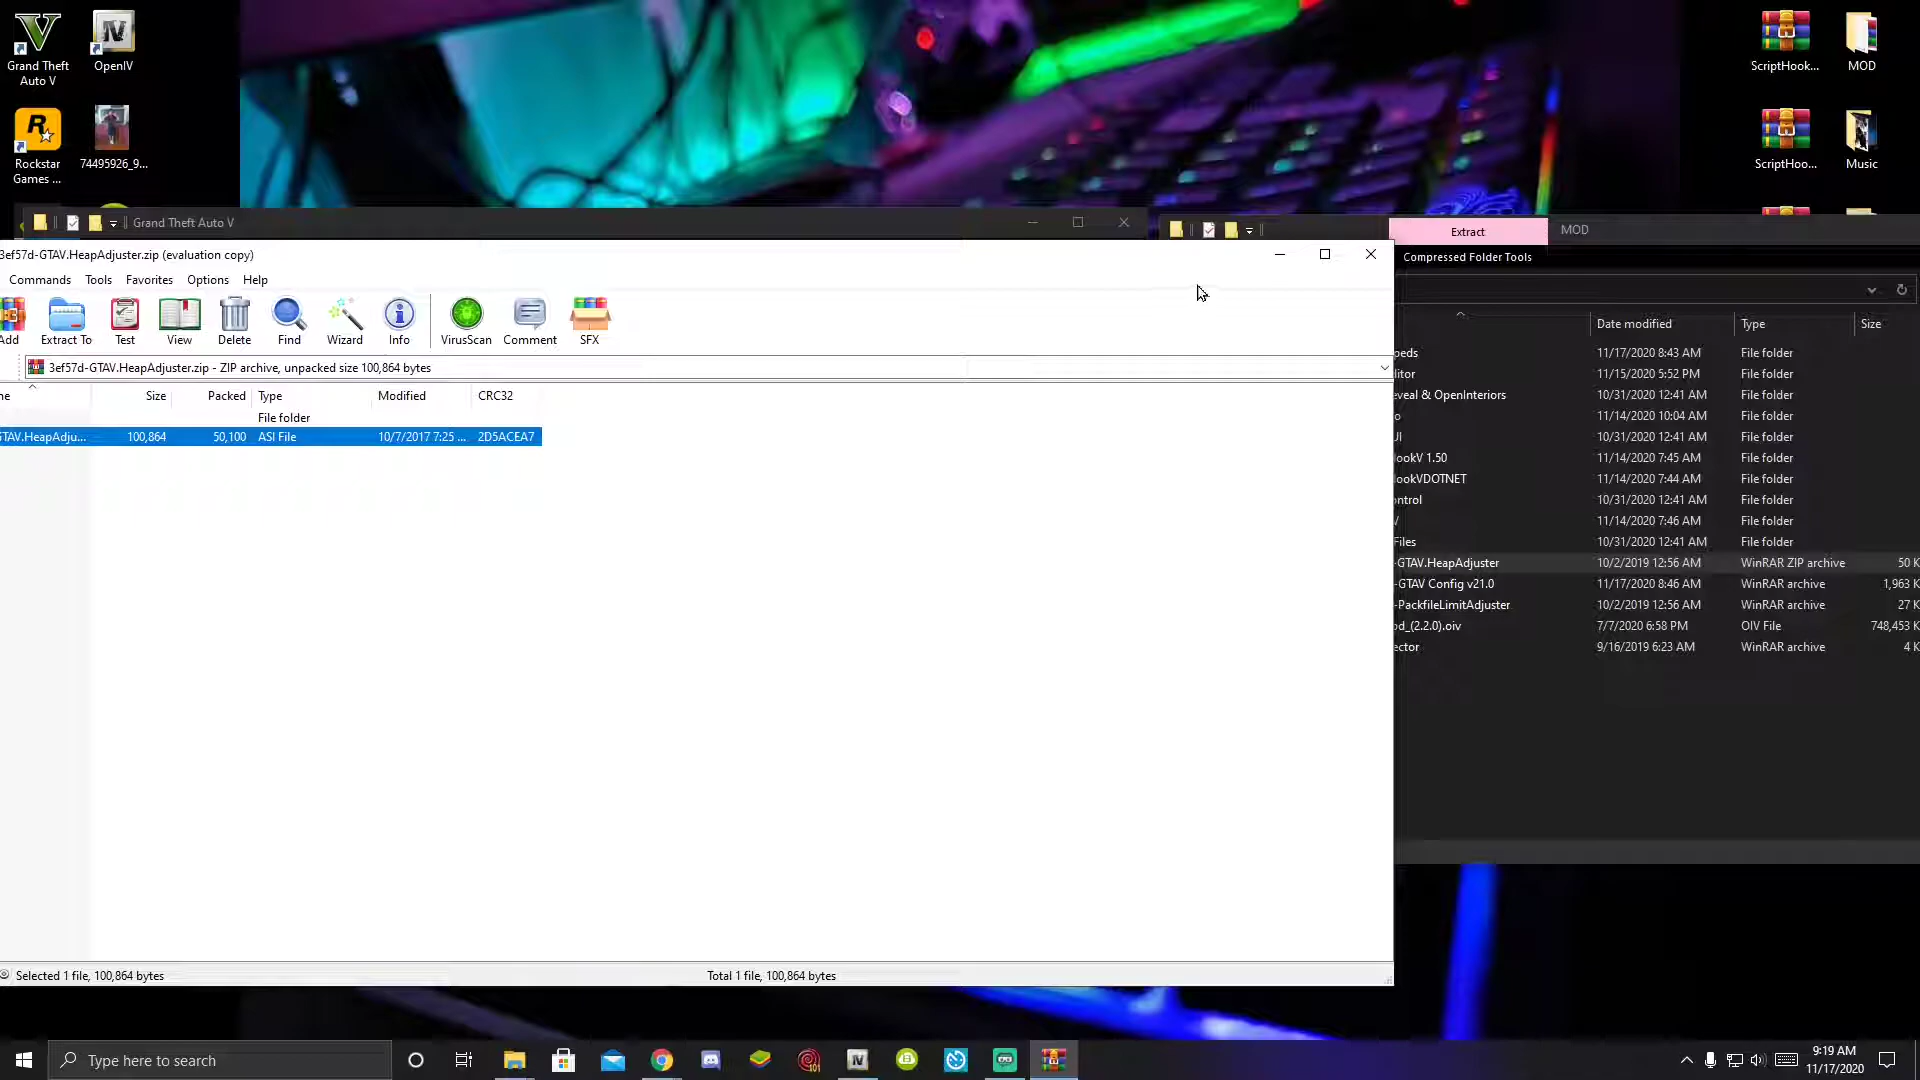 Grand Theft
Auto V
OpenIV
Rockstar
Games ...
74495926_9...
ScriptHook...
MOD
ScriptHoo...
Music
Grand Theft Auto V
Extract
MOD
Compressed Folder Tools
3ef57d-GTAV.HeapAdjuster.zip (evaluation copy)
Commands Tools Favorites Options Help
Add Extract To Test View Delete Find Wizard Info VirusScan Comment SFX
3ef57d-GTAV.HeapAdjuster.zip - ZIP archive, unpacked size 100,864 bytes
ne Size Packed Type Modified CRC32
File folder
GTAV.HeapAdju... 100,864 50,100 ASI File 10/7/2017 7:25 ... 2D5ACEA7
Selected 1 file, 100,864 bytes
Total 1 file, 100,864 bytes
Date modified Type Size
peds 11/17/2020 8:43 AM File folder
ditor 11/15/2020 5:52 PM File folder
eveal & OpenInteriors 10/31/2020 12:41 AM File folder
o 11/14/2020 10:04 AM File folder
UI 10/31/2020 12:41 AM File folder
ookV 1.50 11/14/2020 7:45 AM File folder
ookVDOTNET 11/14/2020 7:44 AM File folder
ontrol 10/31/2020 12:41 AM File folder
V 11/14/2020 7:46 AM File folder
Files 10/31/2020 12:41 AM File folder
-GTAV.HeapAdjuster 10/2/2019 12:56 AM WinRAR ZIP archive 50 K
-GTAV Config v21.0 11/17/2020 8:46 AM WinRAR archive 1,963 K
-PackfileLimitAdjuster 10/2/2019 12:56 AM WinRAR archive 27 K
od_(2.2.0).oiv 7/7/2020 6:58 PM OIV File 748,453 K
ector 9/16/2019 6:23 AM WinRAR archive 4 K
Type here to search
101
9:19 AM
11/17/2020